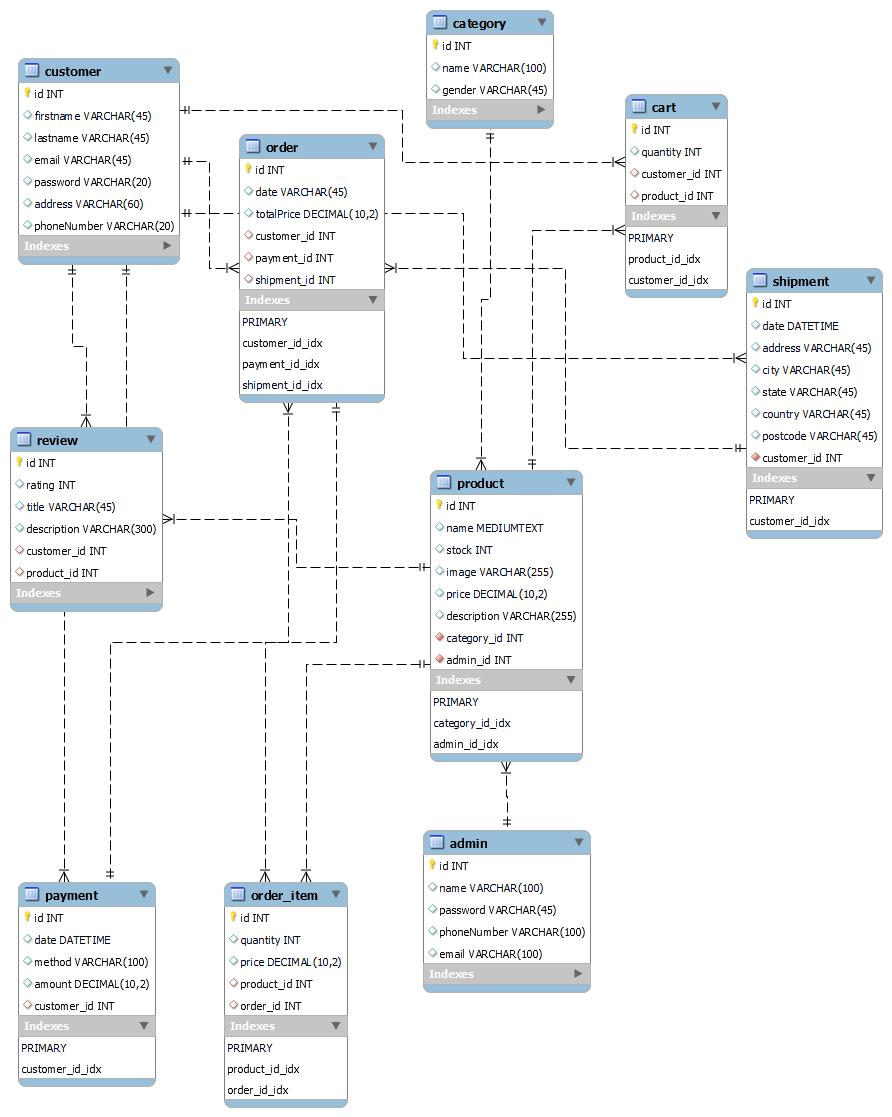 category
id INT
name VARCHAR(100)
gender VARCHAR(45)
Indexes
customer
id INT
firstname VARCHAR(45)
lastname VARCHAR(45)
email VARCHAR(45)
password VARCHAR(20)
address VARCHAR(60)
phoneNumber VARCHAR(20)
Indexes
cart
id INT
quantity INT
customer_id INT
product_id INT
Indexes
PRIMARY
product_id_idx
customer_id_idx
order
id INT
date VARCHAR(45)
totalPrice DECIMAL(10,2)
customer_id INT
payment_id INT
shipment_id INT
Indexes
PRIMARY
customer_id_idx
payment_id_idx
shipment_id_idx
shipment
id INT
date DATETIME
address VARCHAR(45)
city VARCHAR(45)
state VARCHAR(45)
country VARCHAR(45)
postcode VARCHAR(45)
customer_id INT
Indexes
PRIMARY
customer_id_idx
review
id INT
rating INT
title VARCHAR(45)
description VARCHAR(300)
customer_id INT
product_id INT
Indexes
product
id INT
name MEDIUMTEXT
stock INT
image VARCHAR(255)
price DECIMAL(10,2)
description VARCHAR(255)
category_id INT
admin_id INT
Indexes
PRIMARY
category_id_idx
admin_id_idx
admin
id INT
name VARCHAR(100)
password VARCHAR(45)
phoneNumber VARCHAR(100)
email VARCHAR(100)
Indexes
payment
id INT
date DATETIME
method VARCHAR(100)
amount DECIMAL(10,2)
customer_id INT
Indexes
PRIMARY
customer_id_idx
order_item
id INT
quantity INT
price DECIMAL(10,2)
product_id INT
order_id INT
Indexes
PRIMARY
product_id_idx
order_id_idx